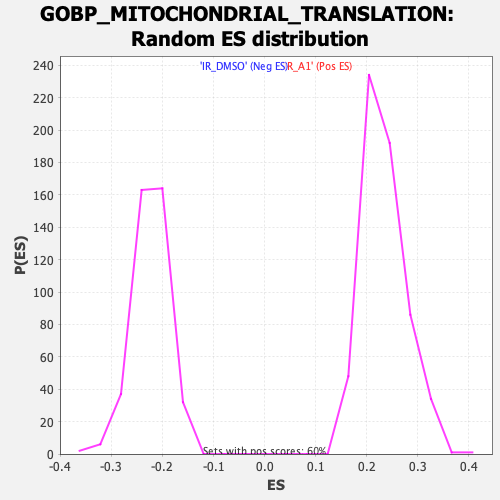 GOBP_MITOCHONDRIAL_TRANSLATION:
Random ES distribution
'IR_DMSO' (Neg ES)R_A1' (Pos ES)
240
220
200
180
160
140
120
100
80
60
40
20
0
P(ES)
Sets with pos scores: 60%
-0.4 -0.3 -0.2 -0.1 0.0 0.1 0.2 0.3 0.4
ES